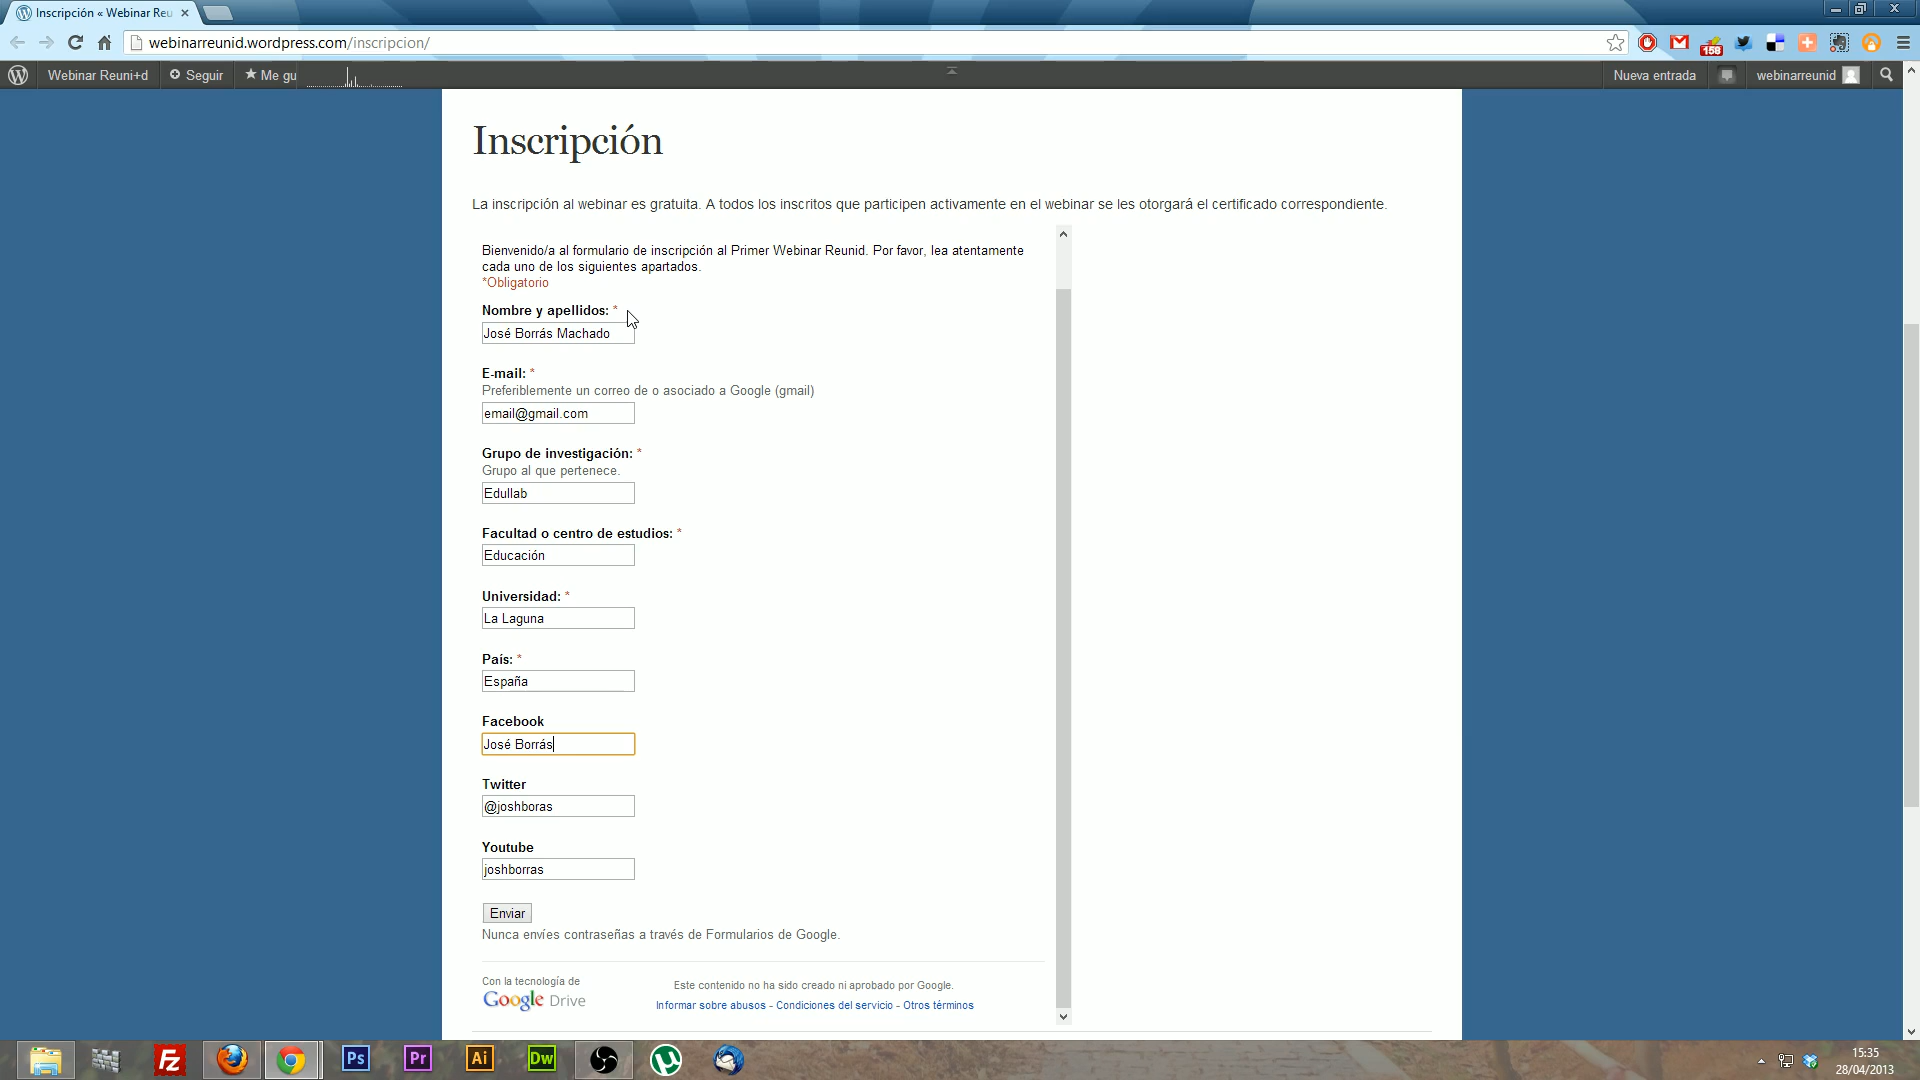 Inscripción « Webinar Reu
webinarreunid.wordpress.com/inscripcion/
158
Webinar Reuni+d
Seguir
Me gu
Nueva entrada
webinarreunid
Inscripción
La inscripción al webinar es gratuita. A todos los inscritos que participen activamente en el webinar se les otorgará el certificado correspondiente.
Bienvenido/a al formulario de inscripción al Primer Webinar Reunid. Por favor, lea atentamente
cada uno de los siguientes apartados.
*Obligatorio
Nombre y apellidos: *
José Borrás Machado
E-mail: *
Preferiblemente un correo de o asociado a Google (gmail)
email@gmail.com
Grupo de investigación: *
Grupo al que pertenece.
Edullab
Facultad o centro de estudios: *
Educación
Universidad: *
La Laguna
País: *
España
Facebook
José Borrás
Twitter
@joshboras
Youtube
joshborras
Enviar
Nunca envíes contraseñas a través de Formularios de Google.
Con la tecnología de
Google Drive
Este contenido no ha sido creado ni aprobado por Google.
Informar sobre abusos - Condiciones del servicio - Otros términos
Fz
Ps
Pr
Ai
Dw
15:35
28/04/2013